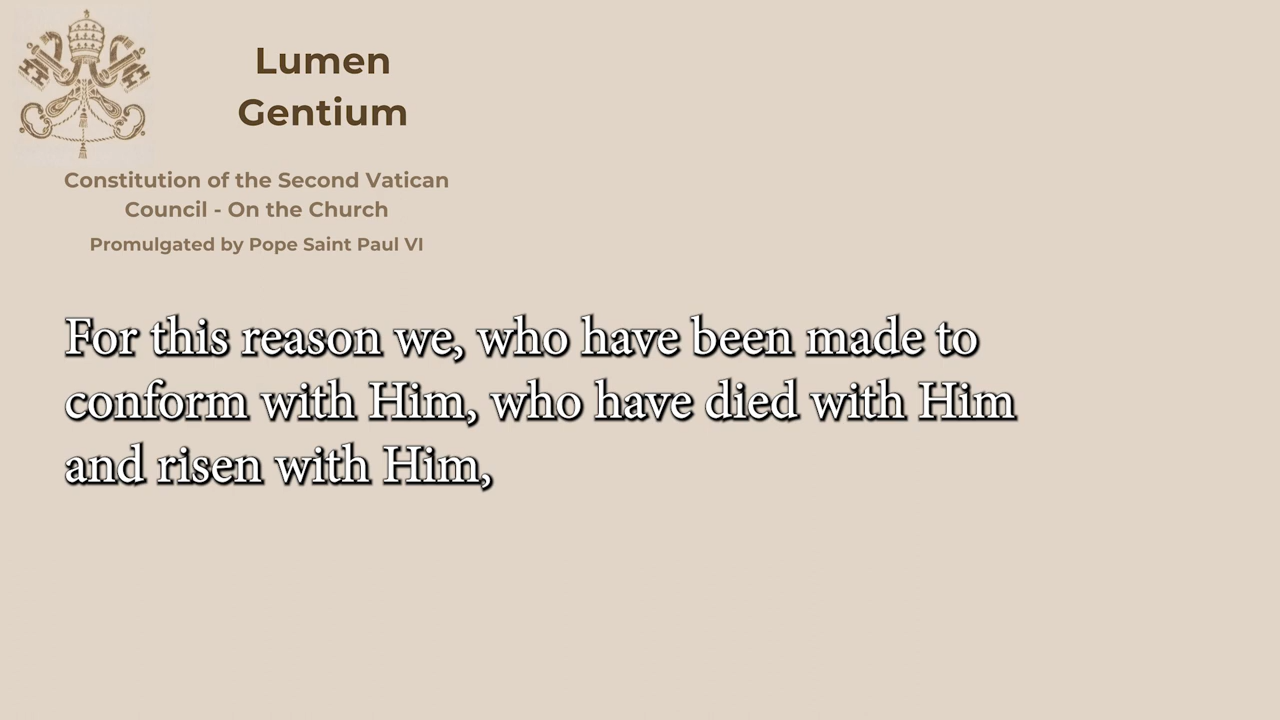 Lumen
Gentium
Constitution of the Second Vatican
Council - On the Church
Promulgated by Pope Saint Paul VI
For this reason we, who have been made to
conform with Him, who have died with Him
and risen with Him,